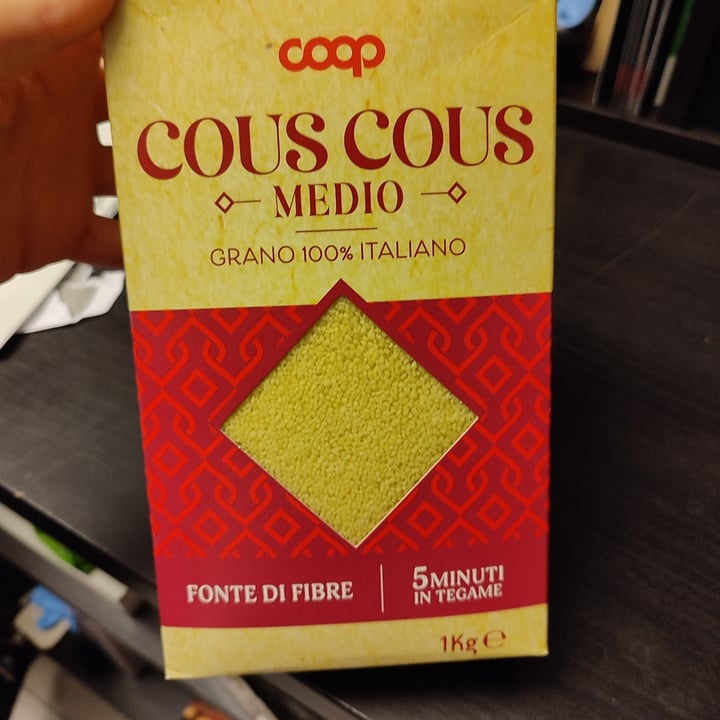 coop
COUS COUS
MEDIO
GRANO 100% ITALIANO
FONTE DI FIBRE
5 MINUTI
IN TEGAME
1Kg ℮